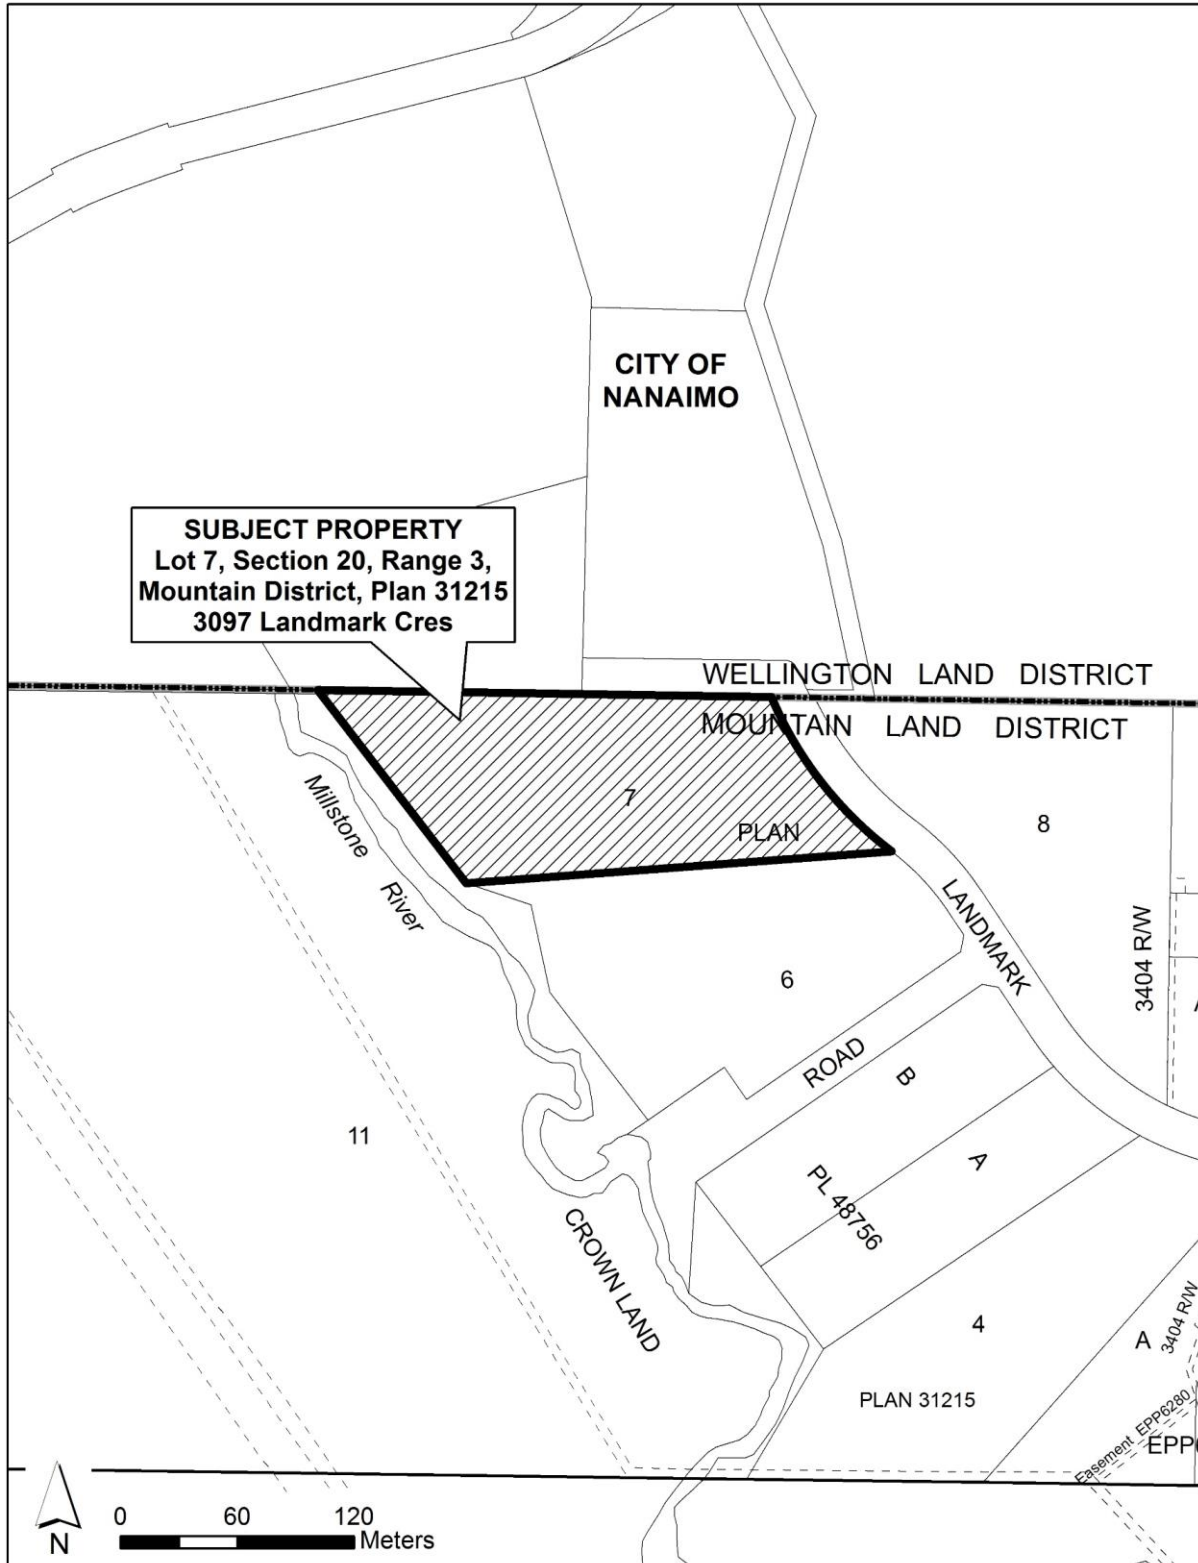 CITY OF
NANAIMO
SUBJECT PROPERTY
Lot 7, Section 20, Range 3,
Mountain District, Plan 31215
3097 Landmark Cres
WELLINGTON LAND DISTRICT
MOUNTAIN LAND DISTRICT
7
PLAN
8
Millstone
River
LANDMARK
3404 R/W
A
6
ROAD
B
11
A
PL 48756
CROWN LAND
4
A
3404 R/W
PLAN 31215
Easement EPP6280
EPP6
N
0 60 120
Meters